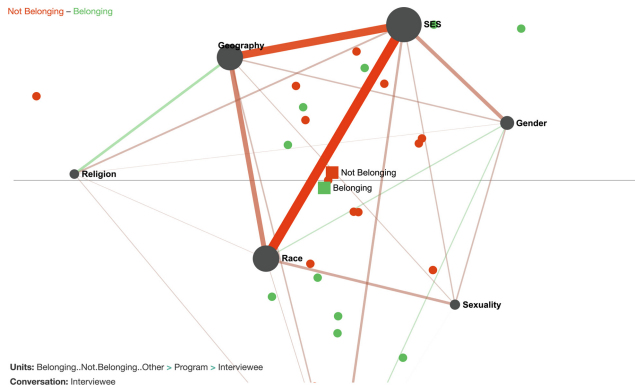 Not Belonging – Belonging
SES
Geography
Gender
Not Belonging
Religion
Belonging
Race
Sexuality
Units: Belonging..Not.Belonging..Other > Program > Interviewee
Conversation: Interviewee